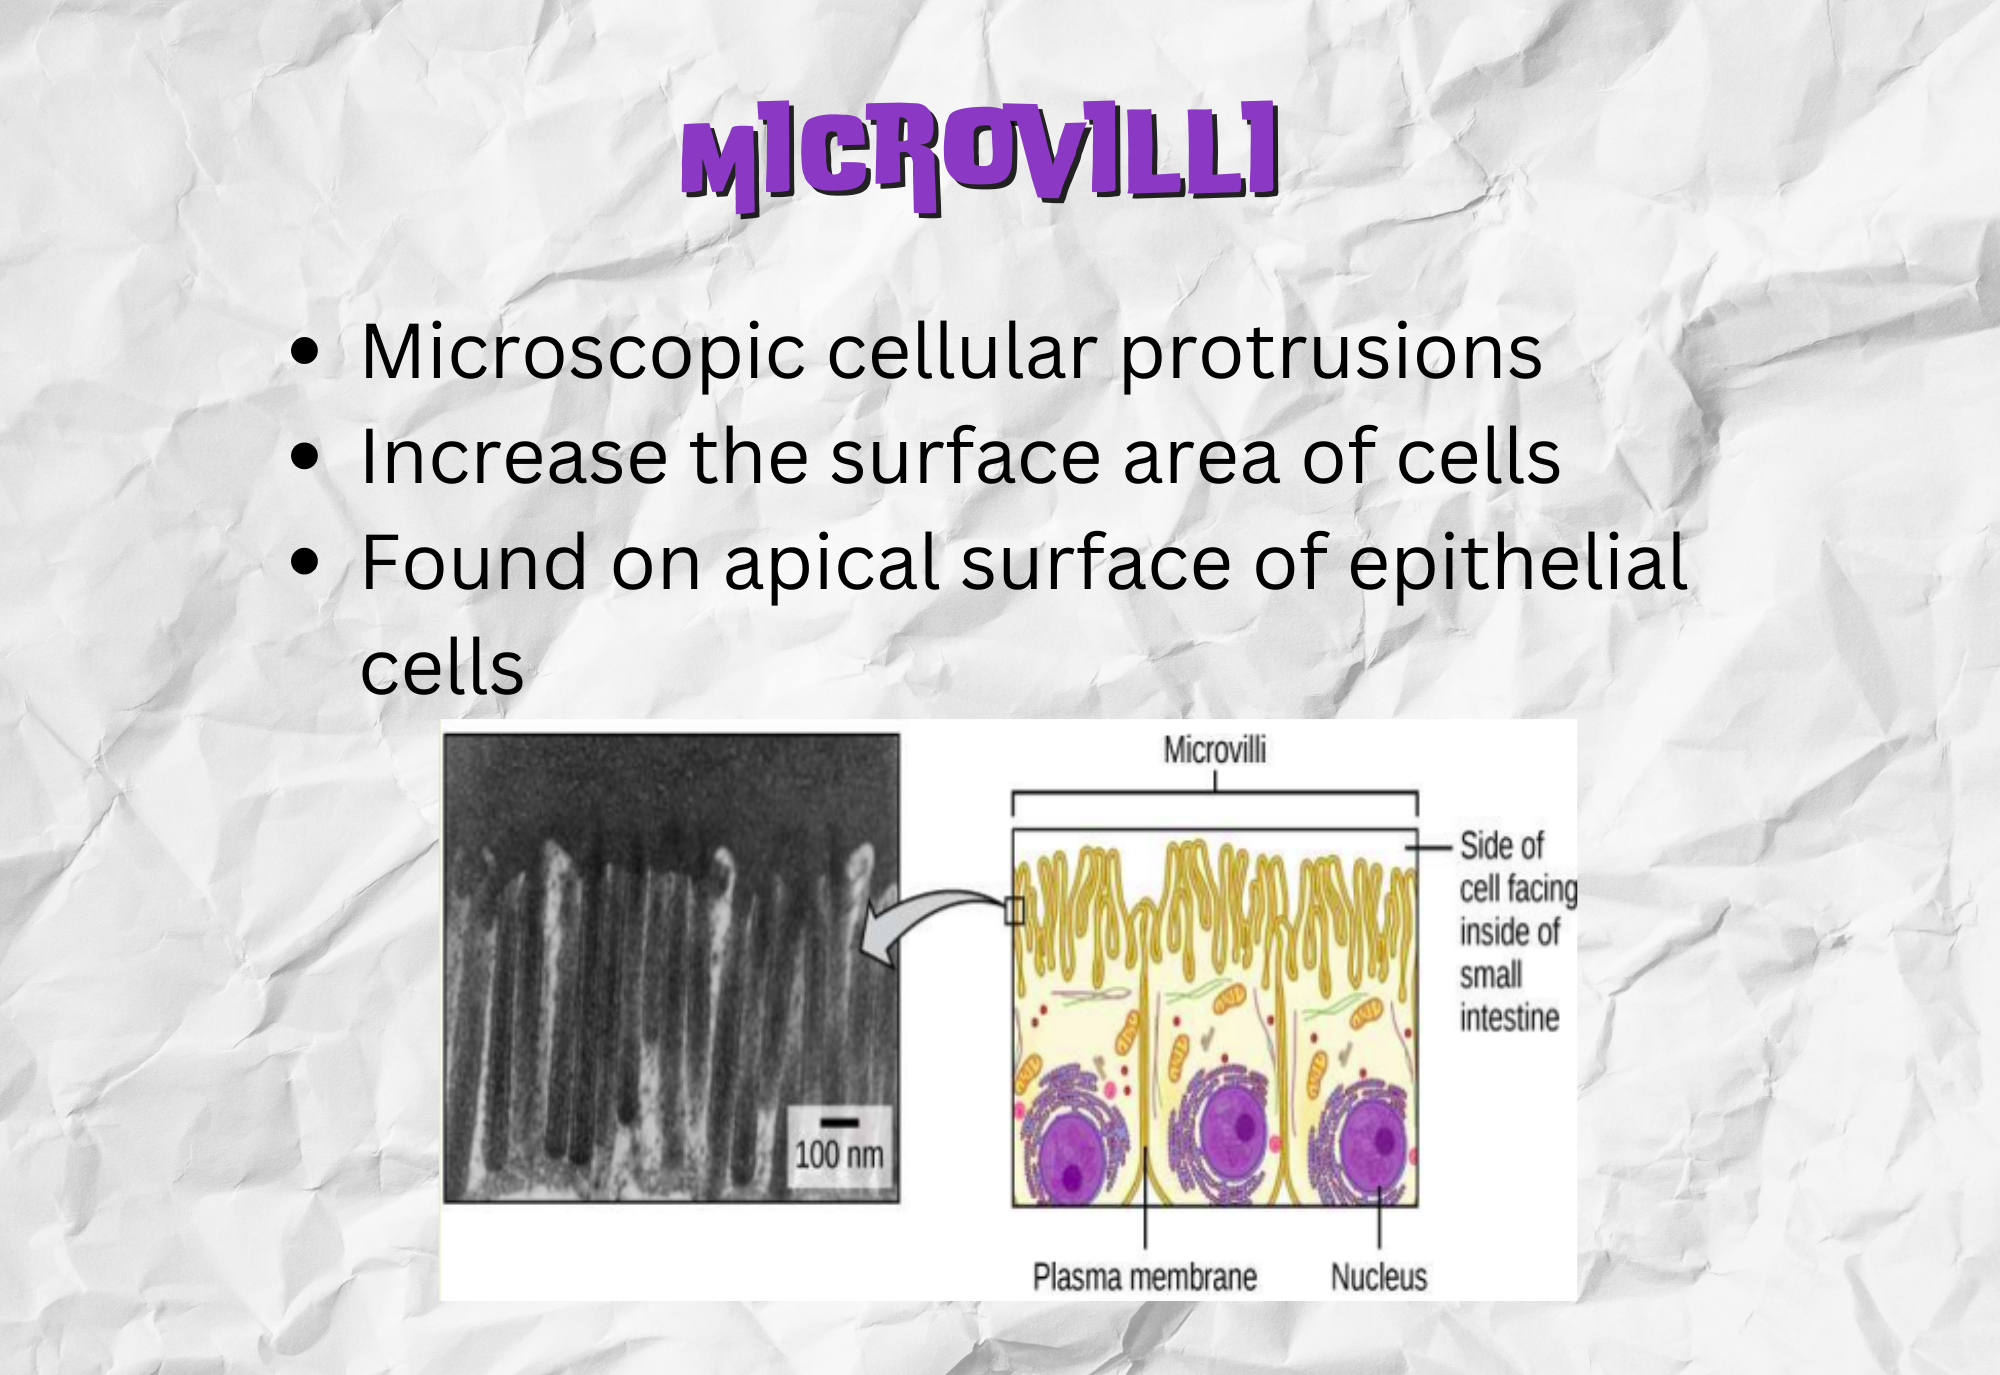 MICROVILLI
• Microscopic cellular protrusions
• Increase the surface area of cells
• Found on apical surface of epithelial
cells
Microvilli
Side of
cell facing
inside of
small
intestine
100 nm
Plasma membrane
Nucleus